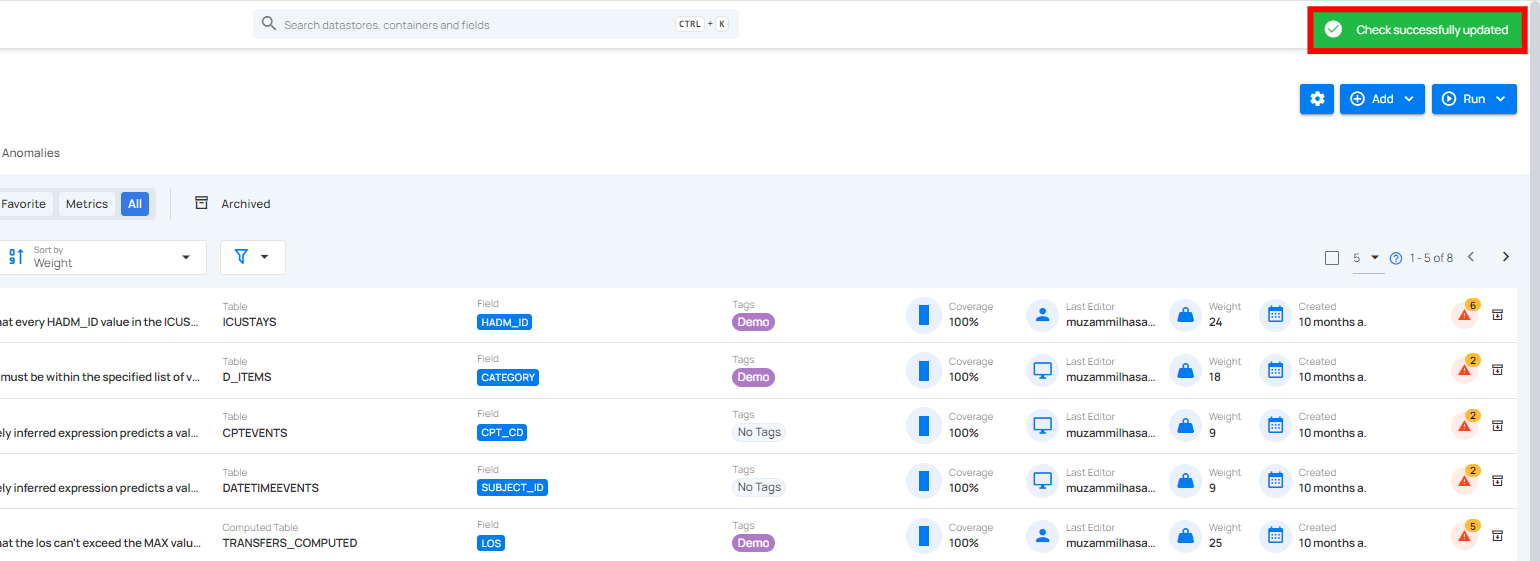 Search datastores, containers and fields CTRL + K
Check successfully updated
Add Run
Anomalies
Favorite Metrics All Archived
Sort by
Weight
5 1 - 5 of 8
Table Field Tags Coverage Last Editor Weight Created 6
at every HADM_ID value in the ICUS... ICUSTAYS HADM_ID Demo 100% muzammilhasa... 24 10 months a.
Table Field Tags Coverage Last Editor Weight Created 2
must be within the specified list of v... D_ITEMS CATEGORY Demo 100% muzammilhasa... 18 10 months a.
Table Field Tags Coverage Last Editor Weight Created 2
ely inferred expression predicts a val... CPTEVENTS CPT_CD No Tags 100% muzammilhasa... 9 10 months a.
Table Field Tags Coverage Last Editor Weight Created 2
ely inferred expression predicts a val... DATETIMEEVENTS SUBJECT_ID No Tags 100% muzammilhasa... 9 10 months a.
Computed Table Field Tags Coverage Last Editor Weight Created 5
at the los can't exceed the MAX valu... TRANSFERS_COMPUTED LOS Demo 100% muzammilhasa... 25 10 months a.